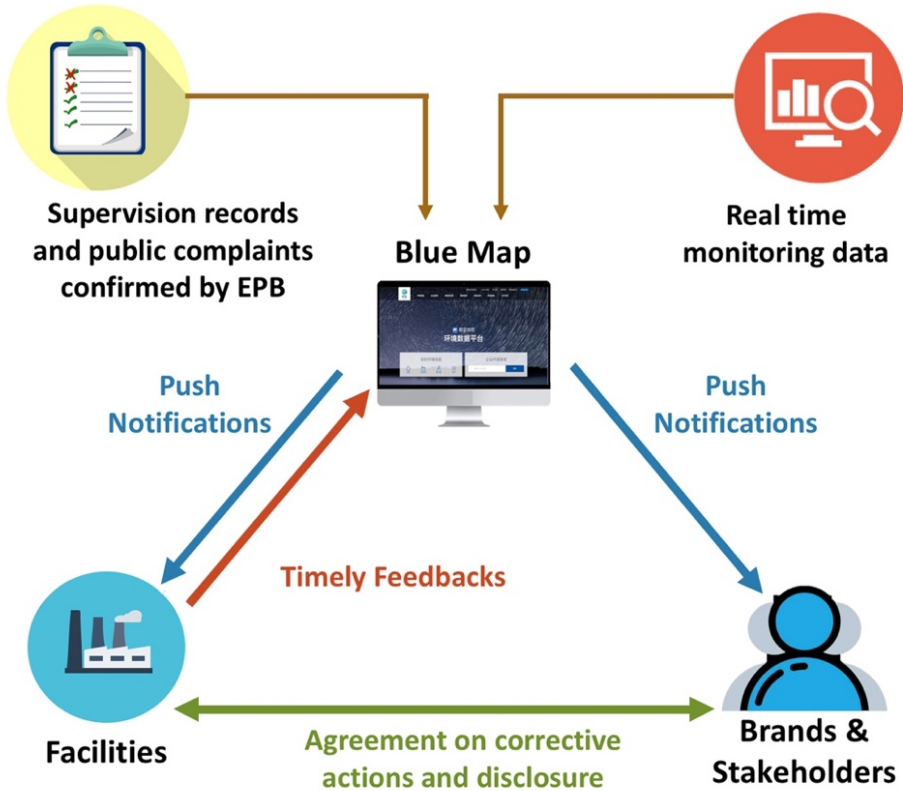 Supervision records
and public complaints
confirmed by EPB
Real time
monitoring data
Blue Map
环境数据平台
Push
Notifications
Push
Notifications
Timely Feedbacks
Facilities
Agreement on corrective
actions and disclosure
Brands &
Stakeholders